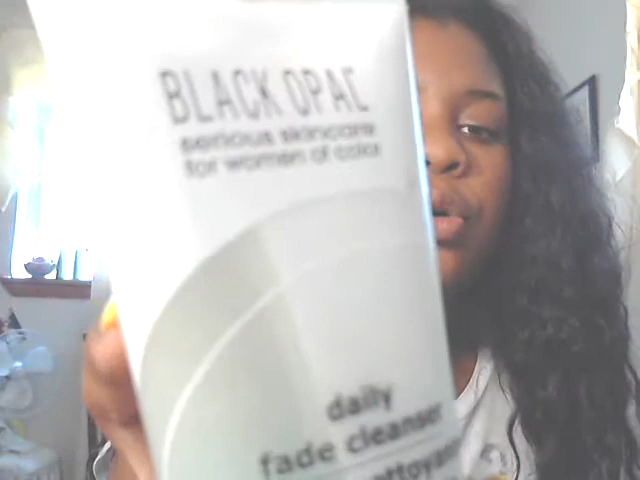 BLACK OPAL
serious skincare
for women of color
daily
fade cleanser